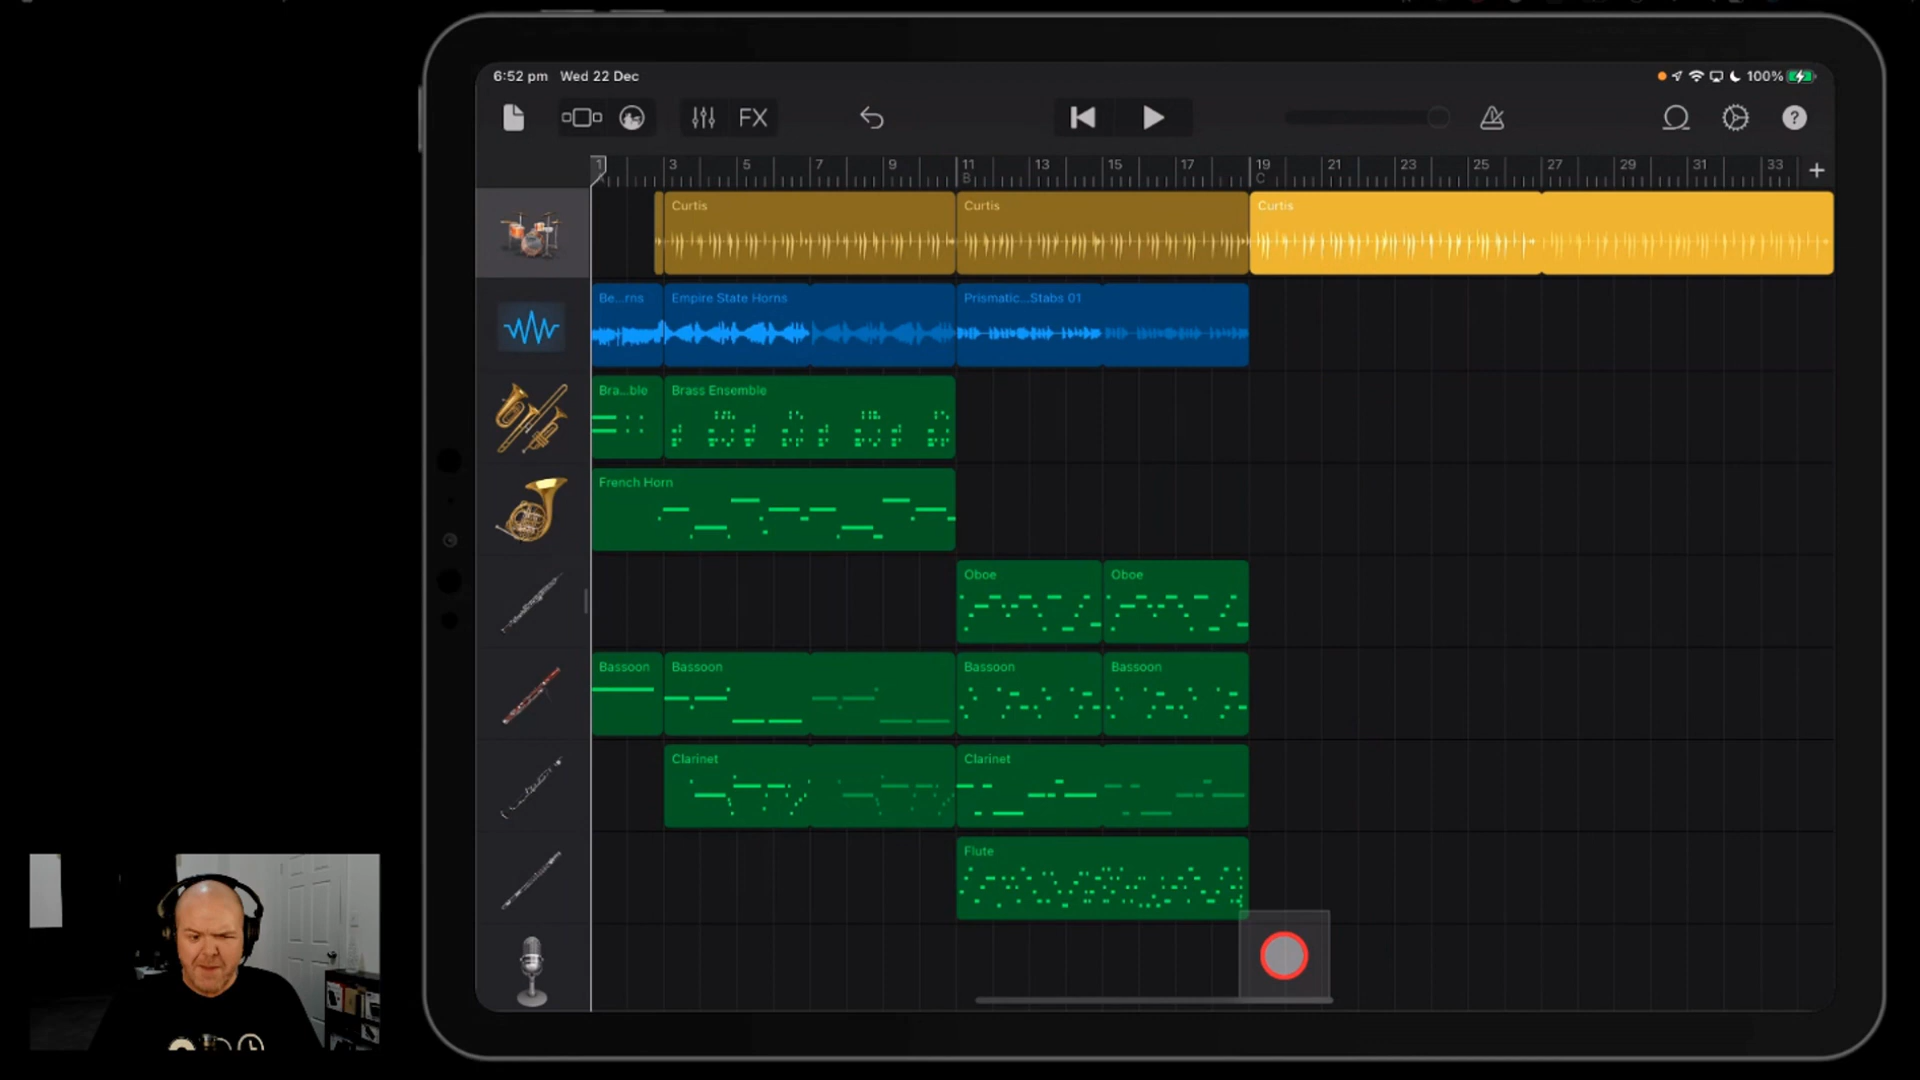 6:52 pm Wed 22 Dec
100%
FX
?
1 3 5 7 9 11 13 15 17 19 21 23 25 27 29 31 33 +
B C
Curtis Curtis Curtis
Be...rns Empire State Horns Prismatic...Stabs 01
Bra...ble Brass Ensemble
French Horn
Oboe Oboe
Bassoon Bassoon Bassoon Bassoon
Clarinet Clarinet
Flute